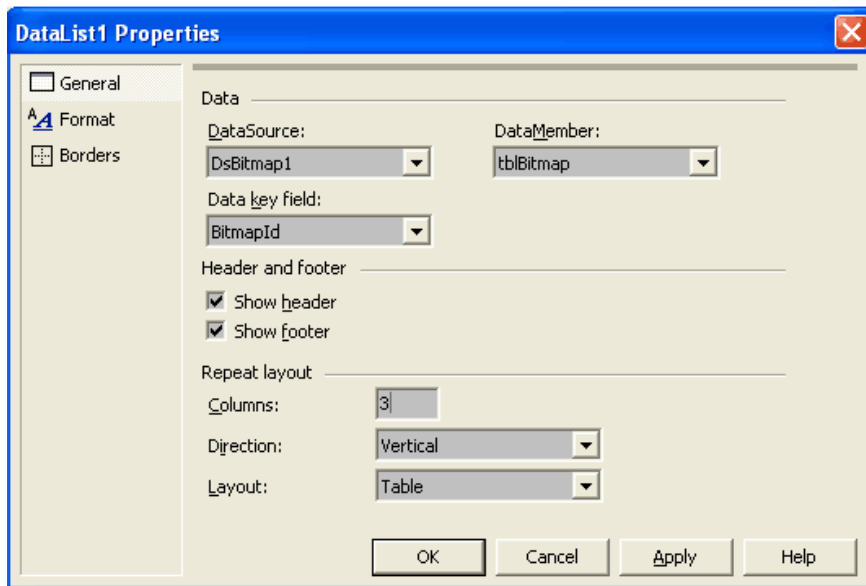 DataList1 Properties
General
Format
Borders
Data
DataSource:
DataMember:
DsBitmap1
tblBitmap
Data key field:
BitmapId
Header and footer
Show header
Show footer
Repeat layout
Columns:
3
Direction:
Vertical
Layout:
Table
OK
Cancel
Apply
Help